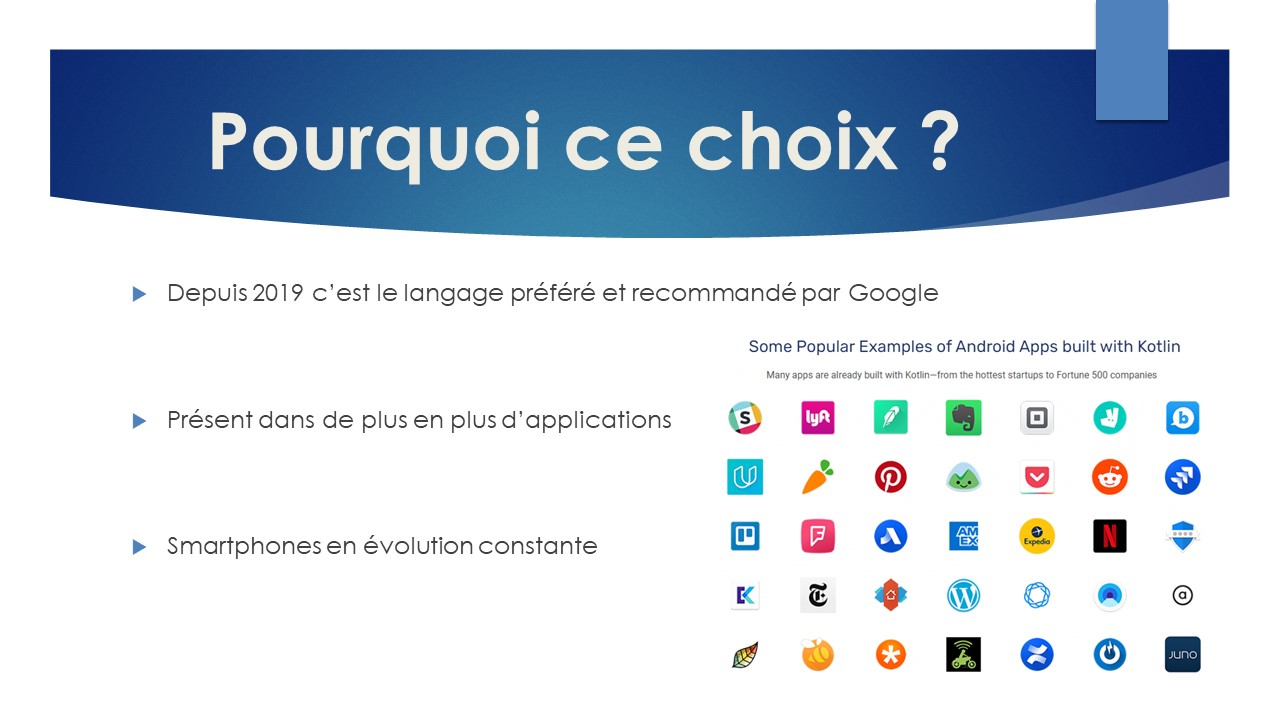 Pourquoi ce choix ?
Depuis 2019 c’est le langage préféré et recommandé par Google
Some Popular Examples of Android Apps built with Kotlin
Many apps are already built with Kotlin—from the hottest startups to Fortune 500 companies
Présent dans de plus en plus d’applications
Smartphones en évolution constante
S
lyft
b
AM
EX
Expedia
N
K
T
W
a
JUNO